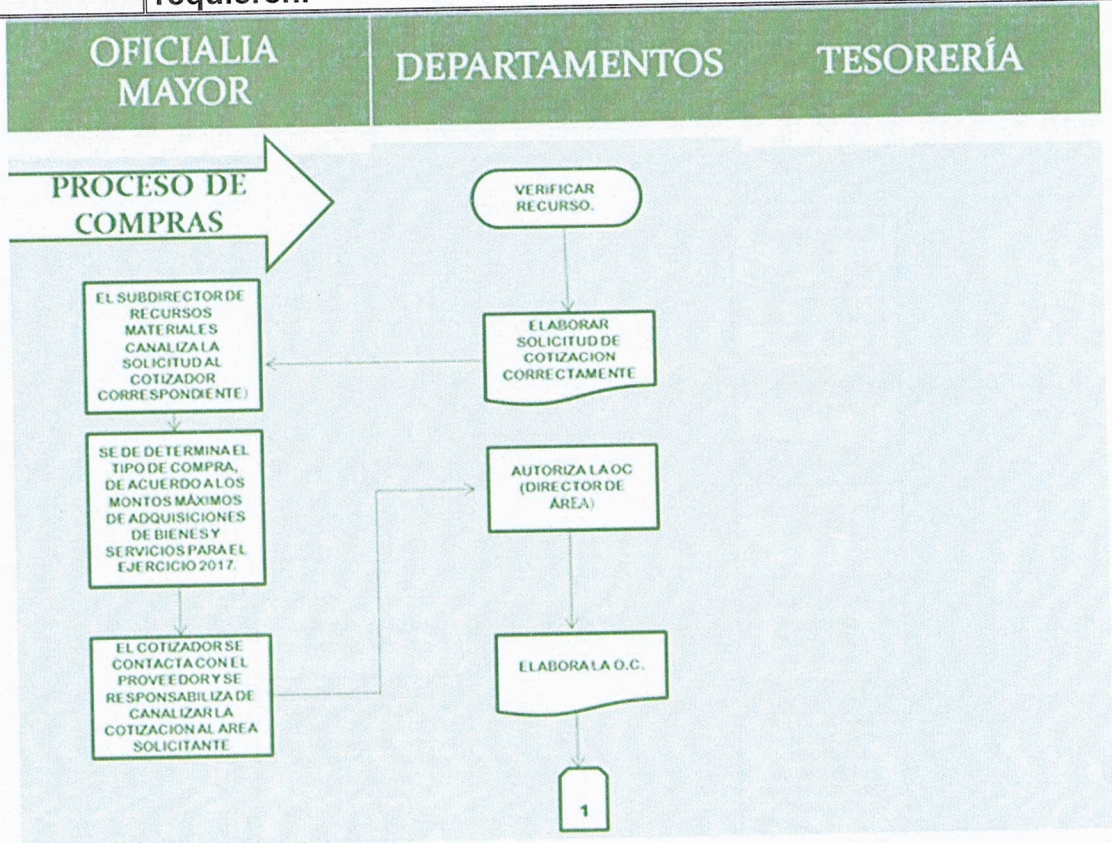 OFICIALIA
MAYOR
DEPARTAMENTOS
TESORERÍA
PROCESO DE
COMPRAS
VERIFICAR
RECURSO.
ELABORAR
SOLICITUD DE
COTIZACION
CORRECTAMENTE
EL SUBDIRECTOR DE
RECURSOS
MATERIALES
CANALIZA LA
SOLICITUD AL
COTIZADOR
CORRESPONDIENTE)
SE DE DETERMINA EL
TIPO DE COMPRA,
DE ACUERDO A LOS
MONTOS MÁXIMOS
DE ADQUISICIONES
DE BIENES Y
SERVICIOS PARA EL
EJERCICIO 2017.
EL COTIZADOR SE
CONTACTA CON EL
PROVEEDOR Y SE
RESPONSABILIZA DE
CANALIZAR LA
COTIZACION AL AREA
SOLICITANTE
AUTORIZA LA OC
(DIRECTOR DE
ÁREA)
ELABORA LA O.C.
1